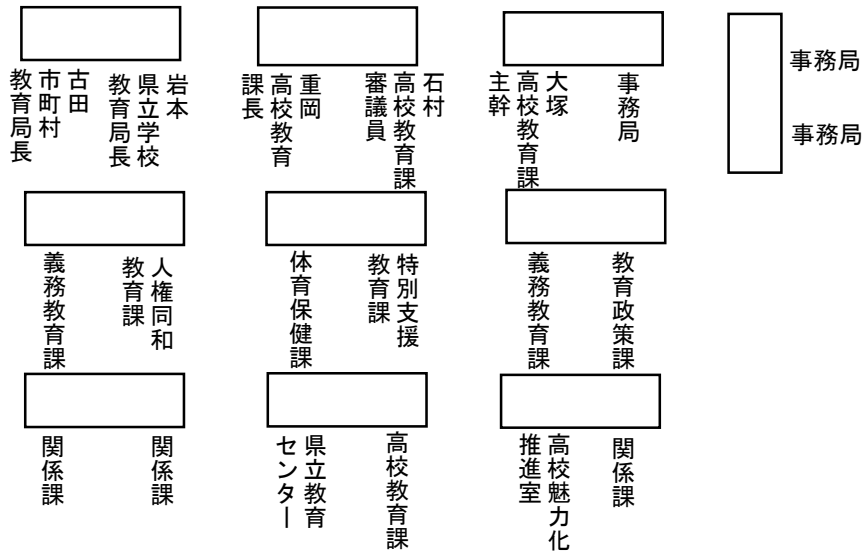 岩本
県立学校
教育局長
古田
市町村
教育局長
石村
高校教育課
審議員
重岡
高校教育
課長
事務局
大塚
高校教育課
主幹
事務局
事務局
人権同和
教育課
義務教育課
特別支援
教育課
体育保健課
教育政策課
義務教育課
関係課
関係課
高校教育課
県立教育
センター
関係課
高校魅力化
推進室